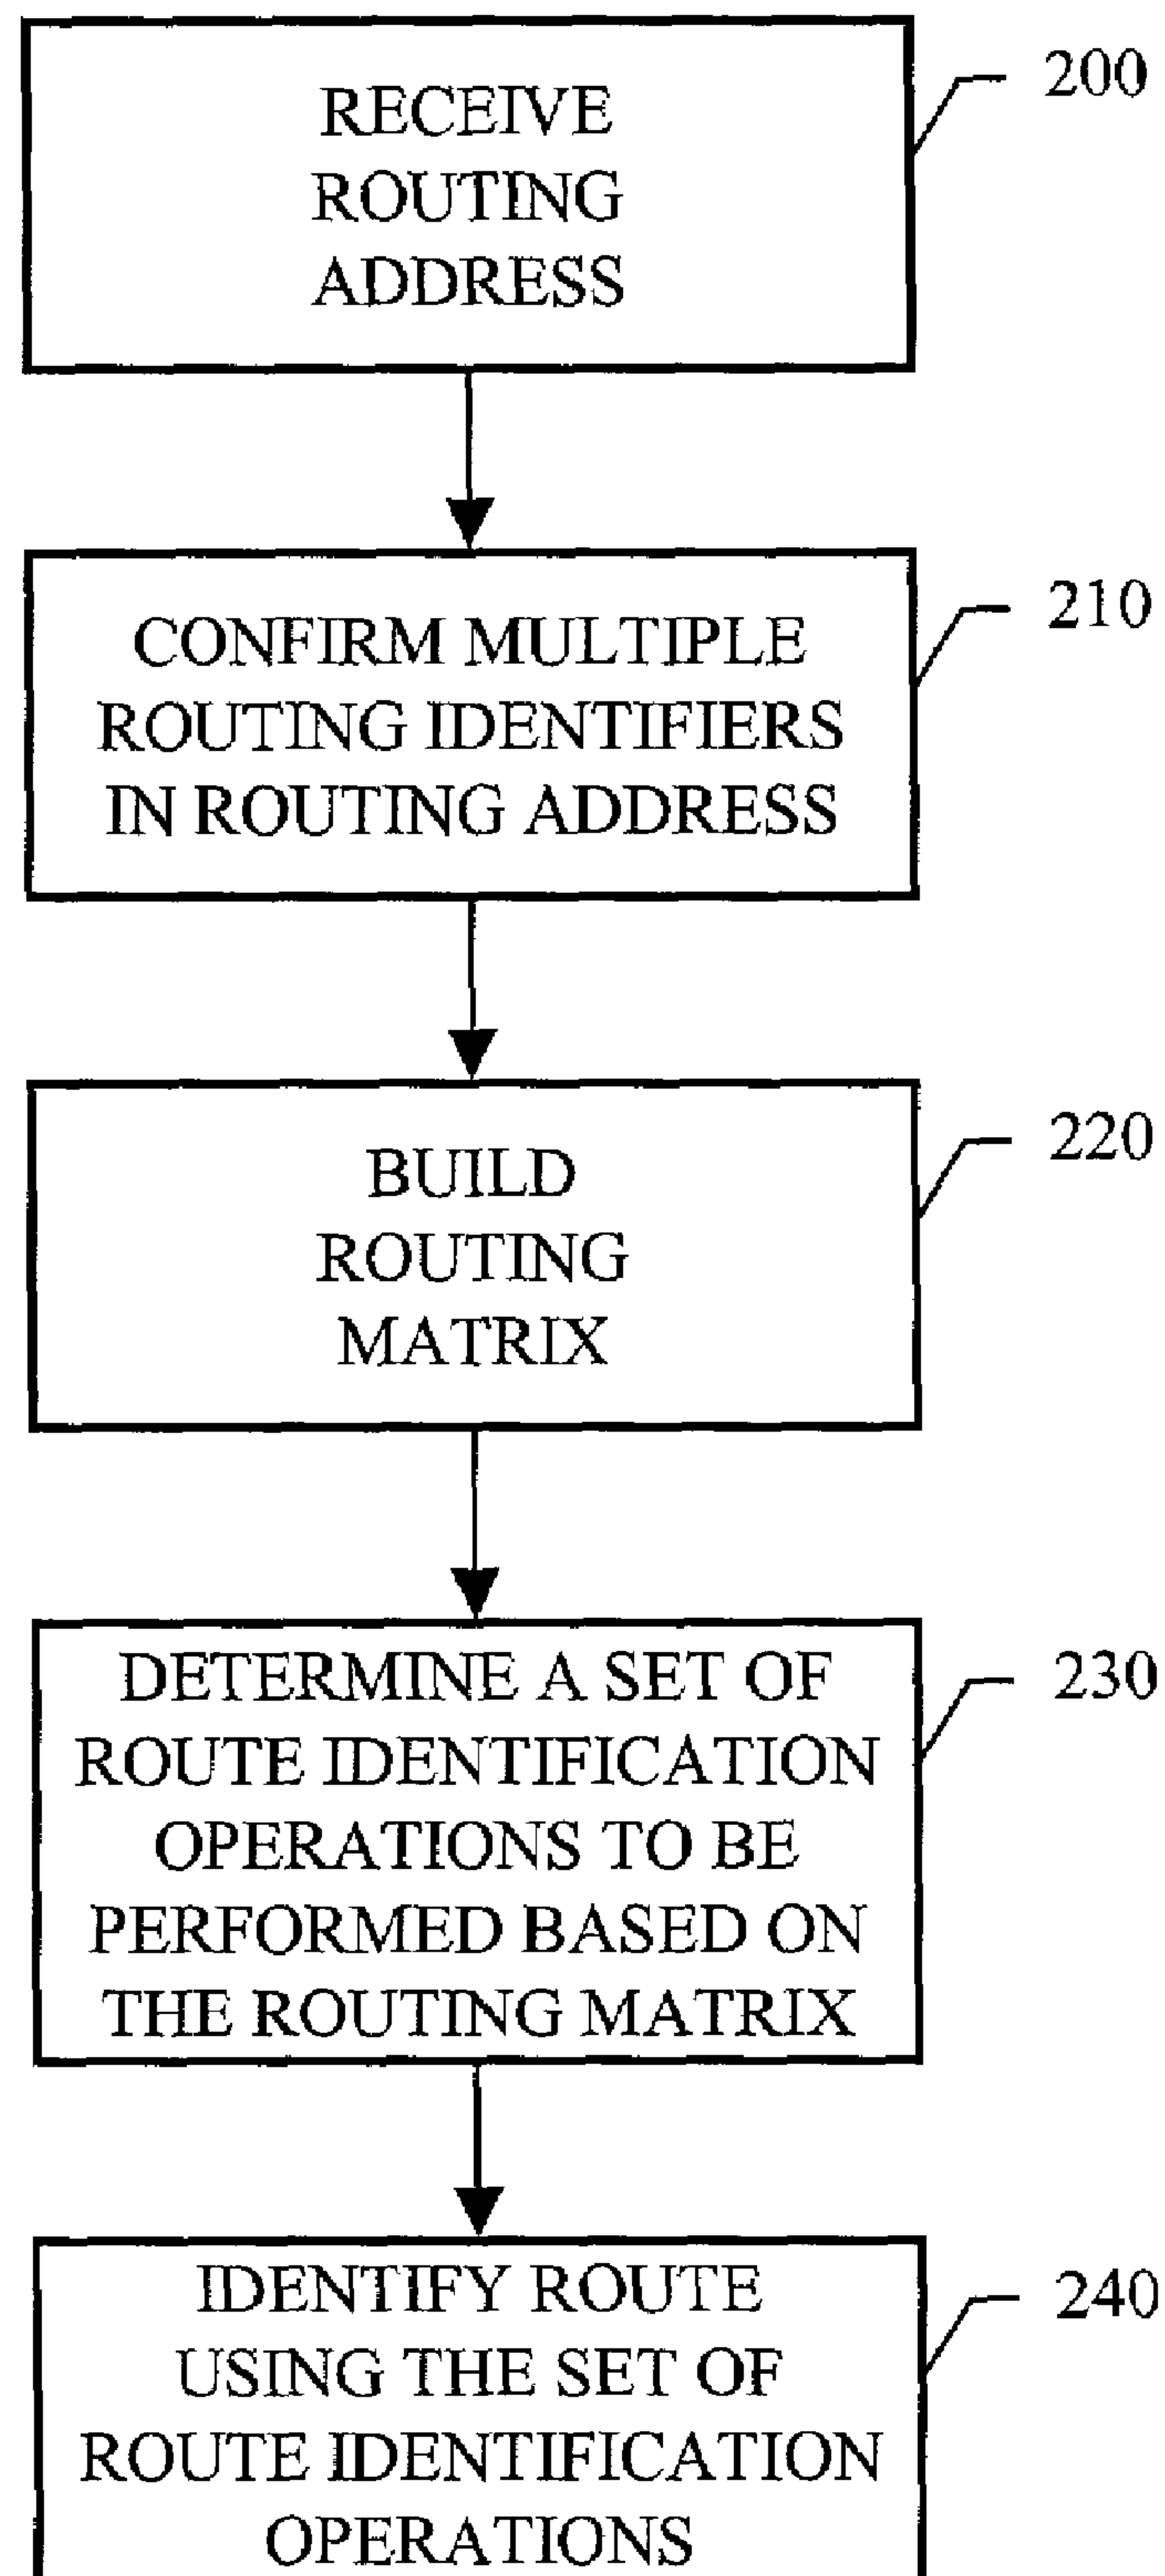 RECEIVE
ROUTING
ADDRESS
200
CONFIRM MULTIPLE
ROUTING IDENTIFIERS
IN ROUTING ADDRESS
210
BUILD
ROUTING
MATRIX
220
DETERMINE A SET OF
ROUTE IDENTIFICATION
OPERATIONS TO BE
PERFORMED BASED ON
THE ROUTING MATRIX
230
IDENTIFY ROUTE
USING THE SET OF
ROUTE IDENTIFICATION
OPERATIONS
240